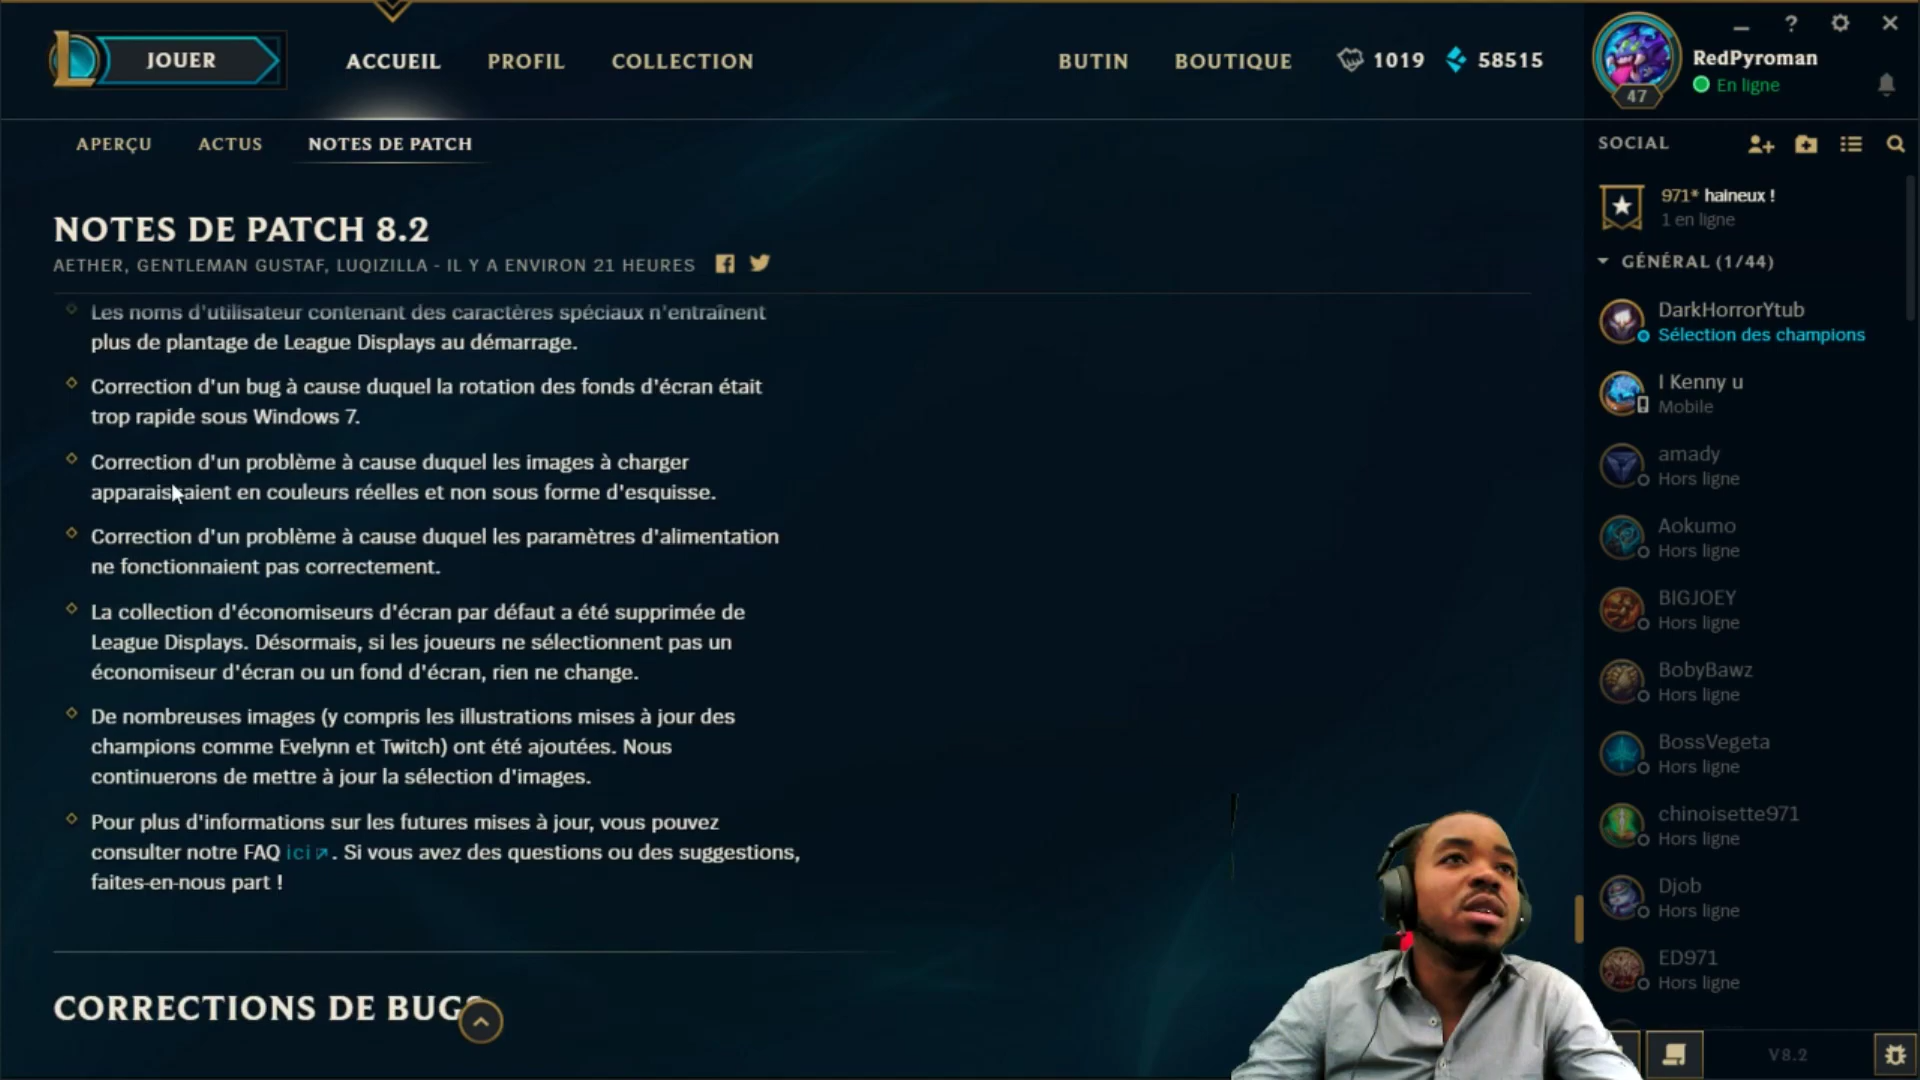 JOUER
ACCUEIL
PROFIL
COLLECTION
BUTIN
BOUTIQUE
1019
58515
?
RedPyroman
En ligne
47
APERÇU
ACTUS
NOTES DE PATCH
SOCIAL
NOTES DE PATCH 8.2
AETHER, GENTLEMAN GUSTAF, LUQIZILLA - IL Y A ENVIRON 21 HEURES
Les noms d'utilisateur contenant des caractères spéciaux n'entraînent
plus de plantage de League Displays au démarrage.
Correction d'un bug à cause duquel la rotation des fonds d'écran était
trop rapide sous Windows 7.
Correction d'un problème à cause duquel les images à charger
apparaissaient en couleurs réelles et non sous forme d'esquisse.
Correction d'un problème à cause duquel les paramètres d'alimentation
ne fonctionnaient pas correctement.
La collection d'économiseurs d'écran par défaut a été supprimée de
League Displays. Désormais, si les joueurs ne sélectionnent pas un
économiseur d'écran ou un fond d'écran, rien ne change.
De nombreuses images (y compris les illustrations mises à jour des
champions comme Evelynn et Twitch) ont été ajoutées. Nous
continuerons de mettre à jour la sélection d'images.
Pour plus d'informations sur les futures mises à jour, vous pouvez
consulter notre FAQ ici. Si vous avez des questions ou des suggestions,
faites-en-nous part !
CORRECTIONS DE BUGS
971* haineux !
1 en ligne
GÉNÉRAL (1/44)
DarkHorrorYtub
Sélection des champions
I Kenny u
Mobile
amady
Hors ligne
Aokumo
Hors ligne
BIGJOEY
Hors ligne
BobyBawz
Hors ligne
BossVegeta
Hors ligne
chinoisette971
Hors ligne
Djob
Hors ligne
ED971
Hors ligne
V8.2